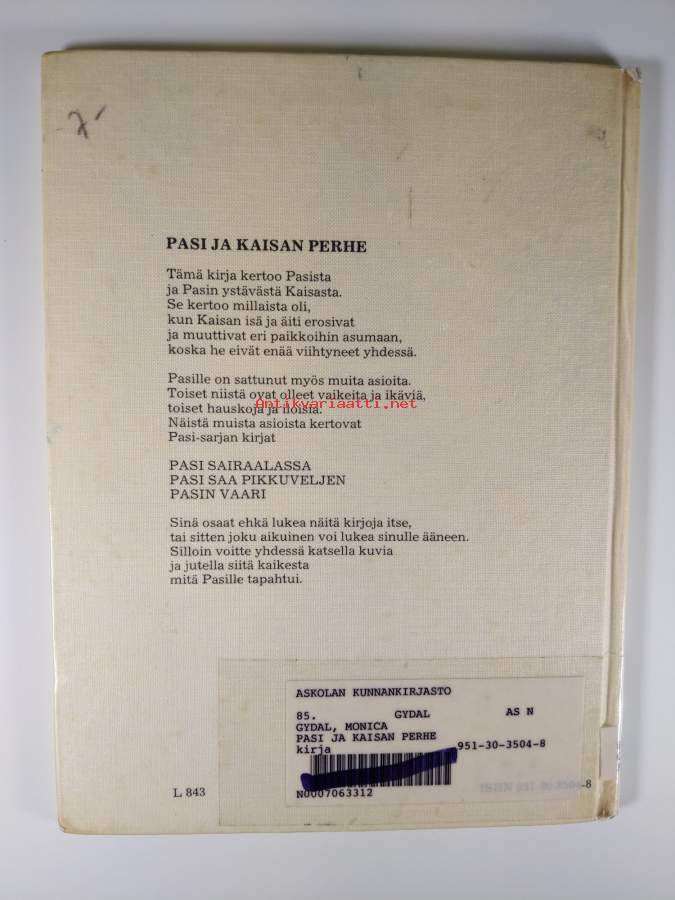 PASI JA KAISAN PERHE
Tämä kirja kertoo Pasista
ja Pasin ystävästä Kaisasta.
Se kertoo millaista oli,
kun Kaisan isä ja äiti erosivat
ja muuttivat eri paikkoihin asumaan,
koska he eivät enää viihtyneet yhdessä.
Pasille on sattunut myös muita asioita.
Toiset niistä ovat olleet vaikeita ja ikäviä,
Antikvariaatti.net
toiset hauskoja ja iloisia.
Näistä muista asioista kertovat
Pasi-sarjan kirjat
PASI SAIRAALASSA
PASI SAA PIKKUVELJEN
PASIN VAARI
Sinä osaat ehkä lukea näitä kirjoja itse,
tai sitten joku aikuinen voi lukea sinulle ääneen.
Silloin voitte yhdessä katsella kuvia
ja jutella siitä kaikesta
mitä Pasille tapahtui.
ASKOLAN KUNNANKIRJASTO
85. GYDAL AS N
GYDAL, MONICA
PASI JA KAISAN PERHE
kirja 951-30-3504-8
N0007063312
L 843 ISBN 951-30-3504-8